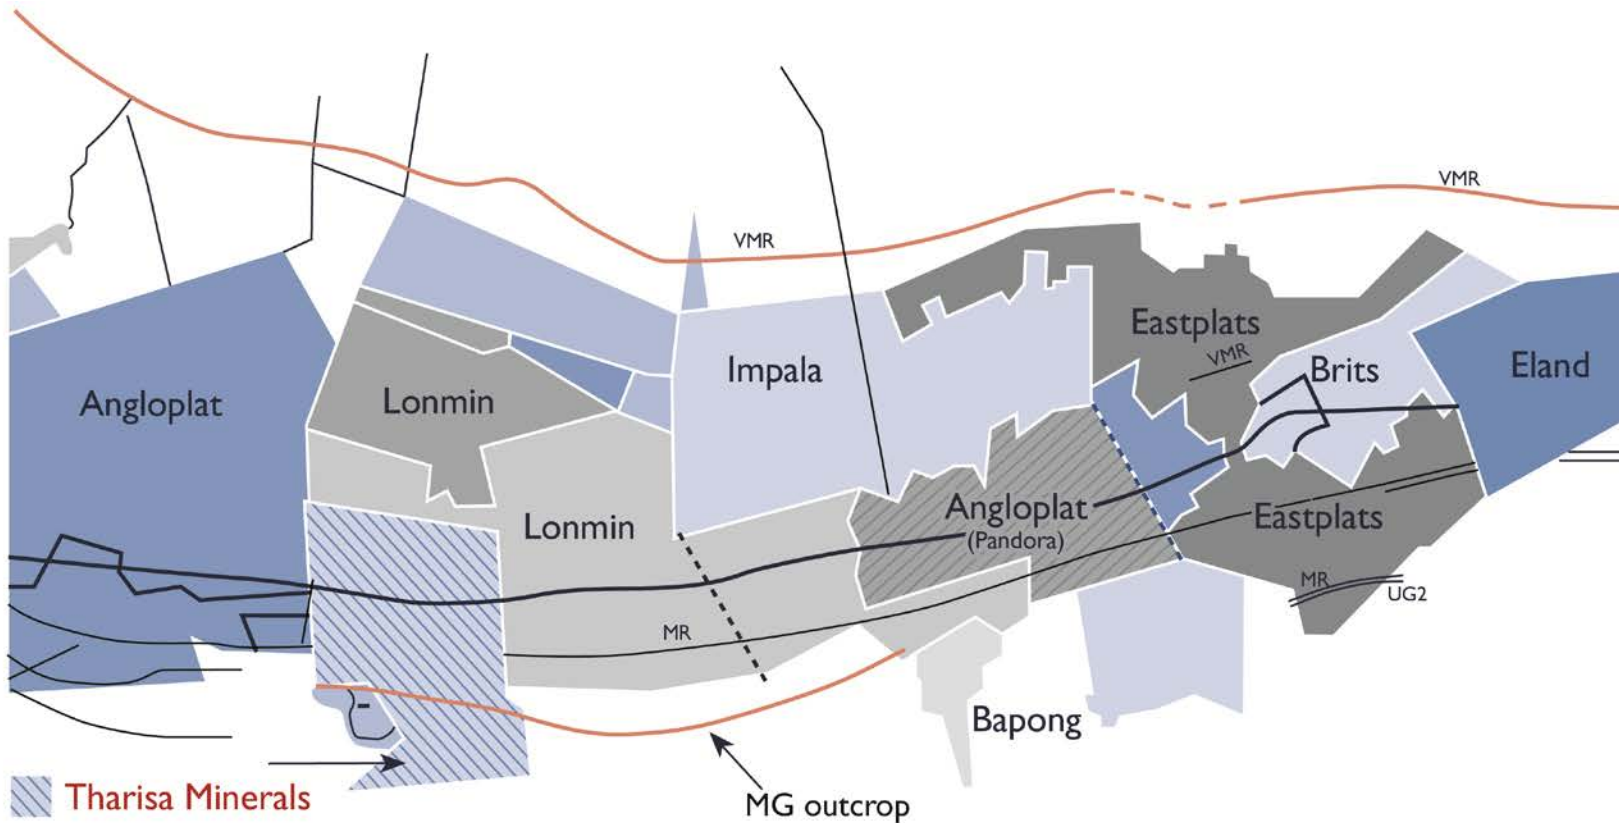 VMR
VMR
Eastplats
Impala
VMR
Brits
Eland
Angloplat
Lonmin
Angloplat
(Pandora)
Eastplats
Lonmin
MR
MR
UG2
Bapong
Tharisa Minerals
MG outcrop